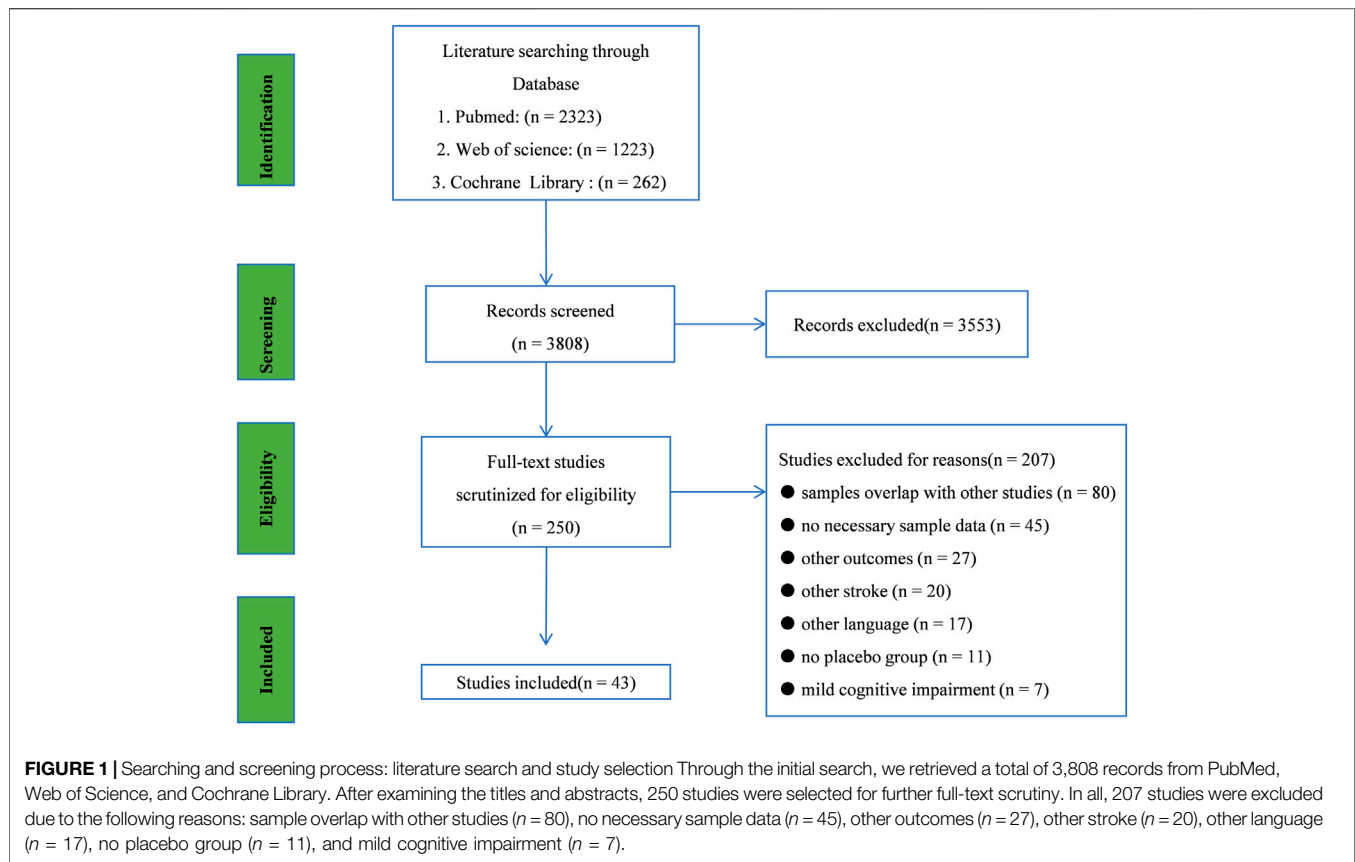 Identification
Literature searching through
Database
1. Pubmed: (n = 2323)
2. Web of science: (n = 1223)
3. Cochrane Library : (n = 262)
Screening
Records screened
(n = 3808)
Records excluded(n = 3553)
Eligibility
Full-text studies
scrutinized for eligibility
(n = 250)
Studies excluded for reasons(n = 207)
● samples overlap with other studies (n = 80)
● no necessary sample data (n = 45)
● other outcomes (n = 27)
● other stroke (n = 20)
● other language (n = 17)
● no placebo group (n = 11)
● mild cognitive impairment (n = 7)
Included
Studies included(n = 43)
FIGURE 1 | Searching and screening process: literature search and study selection Through the initial search, we retrieved a total of 3,808 records from PubMed,
Web of Science, and Cochrane Library. After examining the titles and abstracts, 250 studies were selected for further full-text scrutiny. In all, 207 studies were excluded
due to the following reasons: sample overlap with other studies (n = 80), no necessary sample data (n = 45), other outcomes (n = 27), other stroke (n = 20), other language
(n = 17), no placebo group (n = 11), and mild cognitive impairment (n = 7).